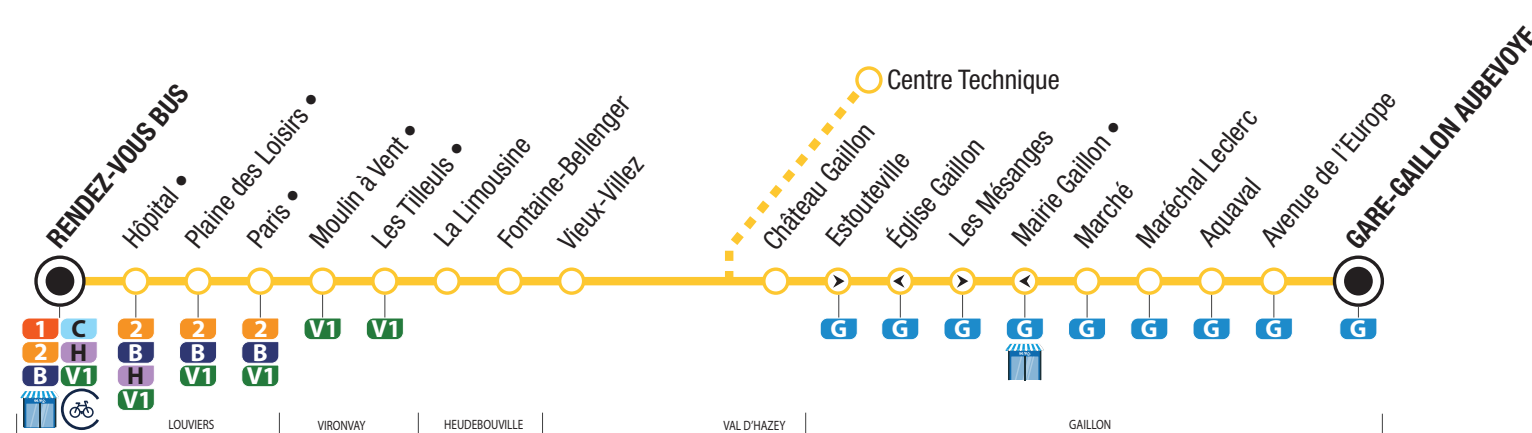 RENDEZ-VOUS BUS
Hôpital •
Plaine des Loisirs •
Paris •
Moulin à Vent •
Les Tilleuls •
La Limousine
Fontaine-Bellenger
Vieux-Villez
Centre Technique
Château Gaillon
Estouteville
Église Gaillon
Les Mésanges
Mairie Gaillon •
Marché
Maréchal Leclerc
Aquaval
Avenue de l'Europe
GARE-GAILLON AUBEVOYE
1 C
2 H
B V1
2
B
H
V1
2
B
V1
2
B
V1
V1
V1
G
G
G
G
G
G
G
G
G
LOUVIERS
VIRONVAY
HEUDEBOUVILLE
VAL D'HAZEY
GAILLON